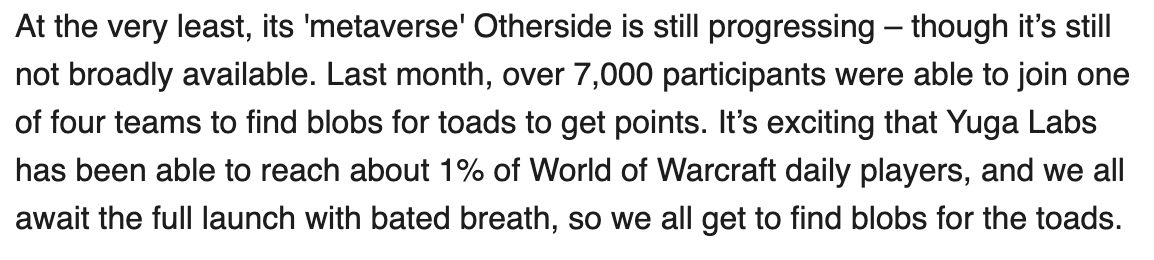 At the very least, its 'metaverse' Otherside is still progressing – though it’s still
not broadly available. Last month, over 7,000 participants were able to join one
of four teams to find blobs for toads to get points. It’s exciting that Yuga Labs
has been able to reach about 1% of World of Warcraft daily players, and we all
await the full launch with bated breath, so we all get to find blobs for the toads.